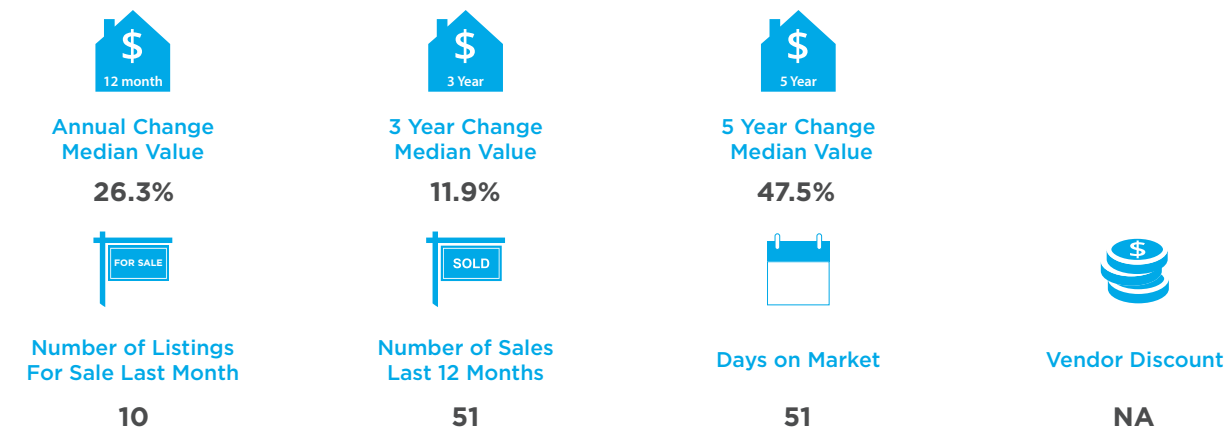 $
12 month
Annual Change
Median Value
26.3%
$
3 Year
3 Year Change
Median Value
11.9%
$
5 Year
5 Year Change
Median Value
47.5%
FOR SALE
Number of Listings
For Sale Last Month
10
SOLD
Number of Sales
Last 12 Months
51
Days on Market
51
$
Vendor Discount
NA